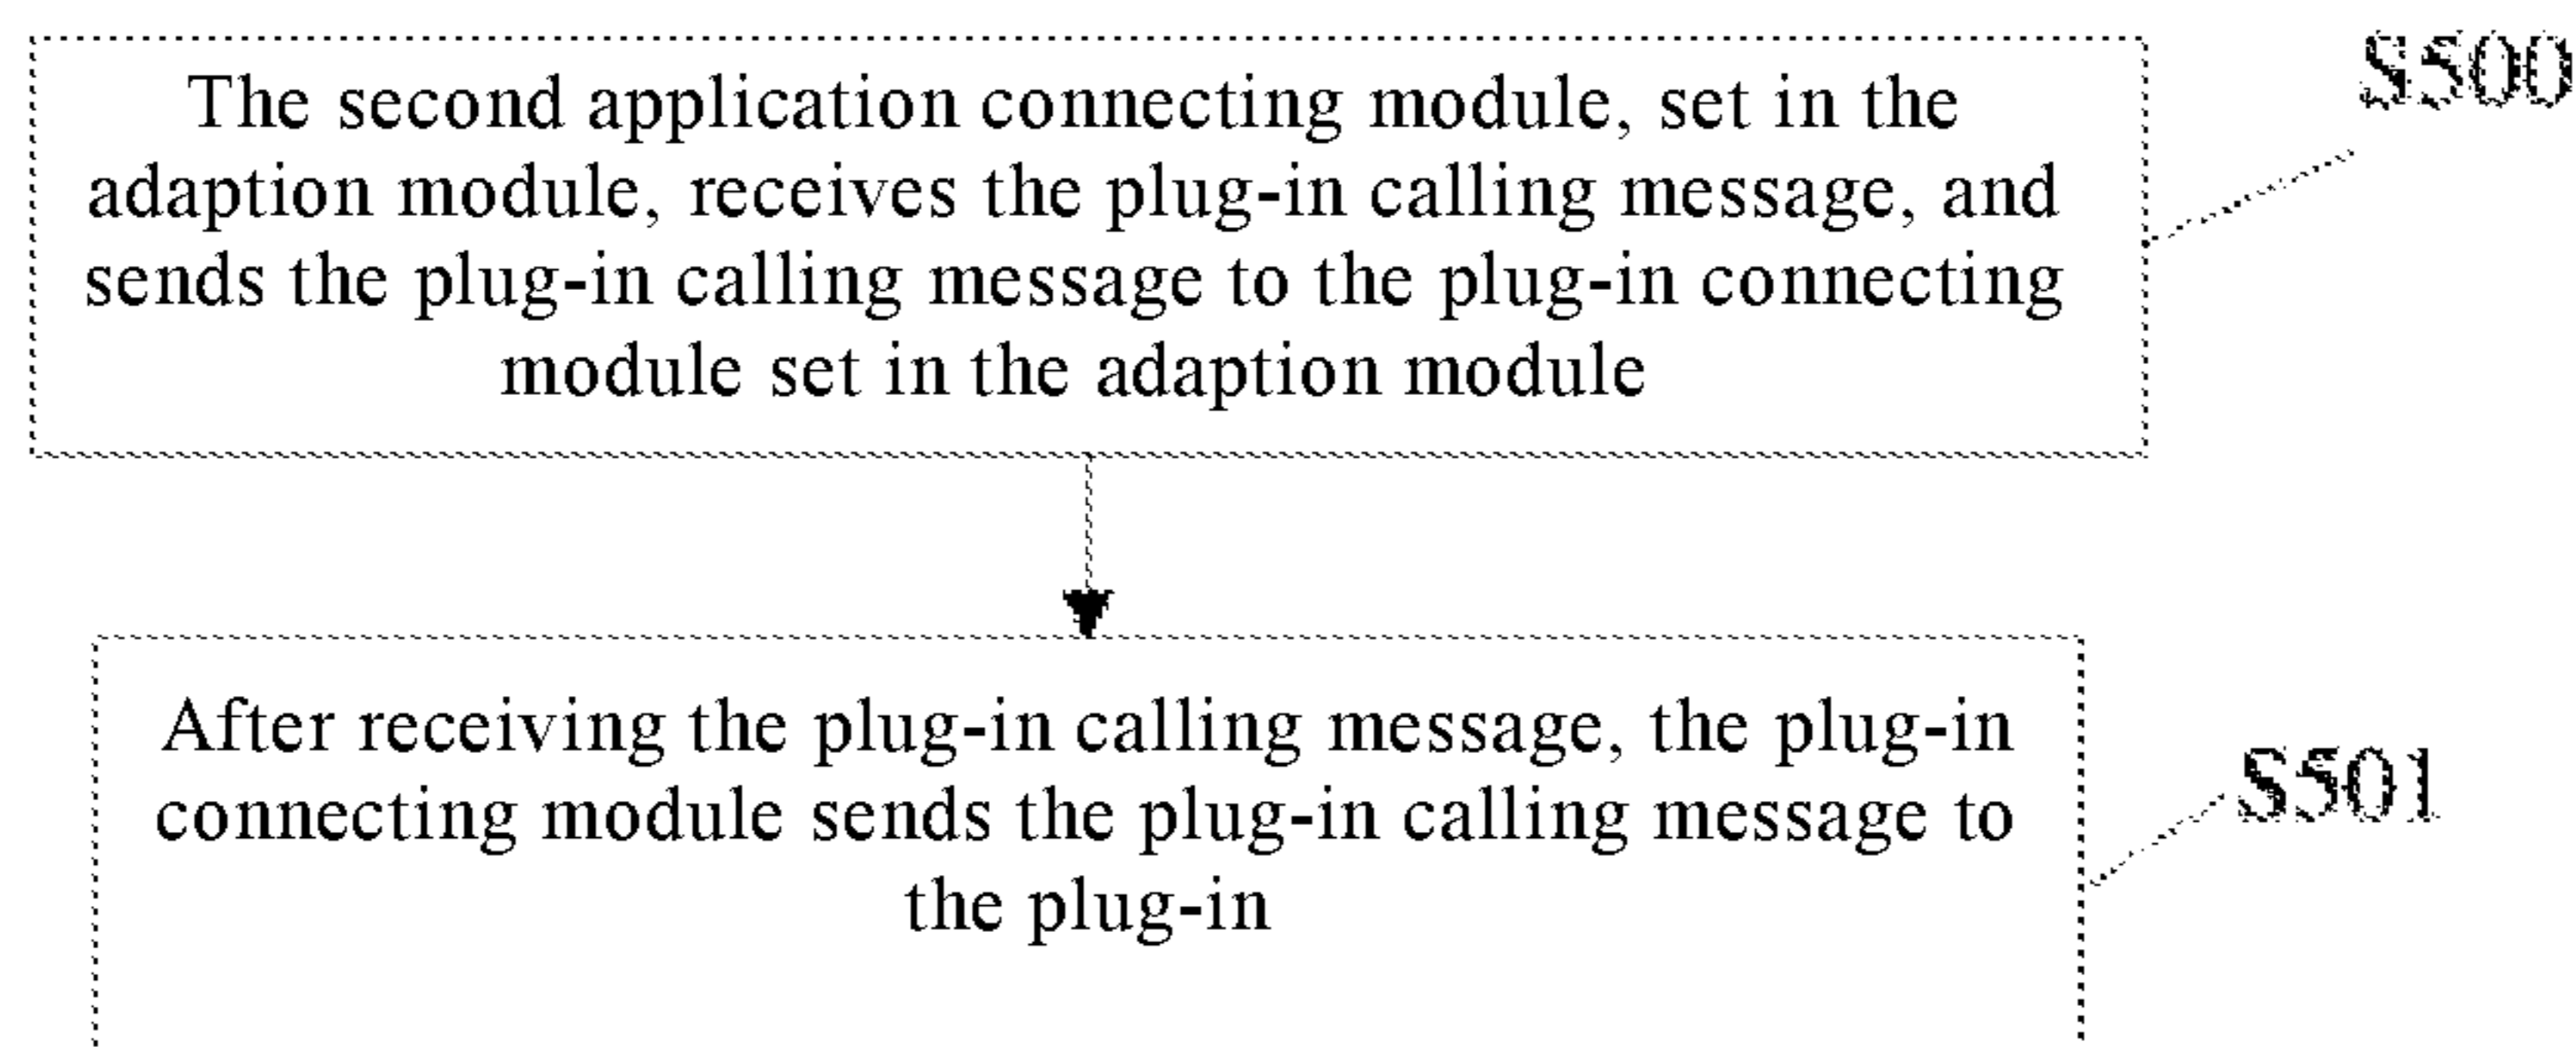 The second application connecting module, set in the
adaption module, receives the plug-in calling message, and
sends the plug-in calling message to the plug-in connecting
module set in the adaption module
S500
After receiving the plug-in calling message, the plug-in
connecting module sends the plug-in calling message to
the plug-in
S501